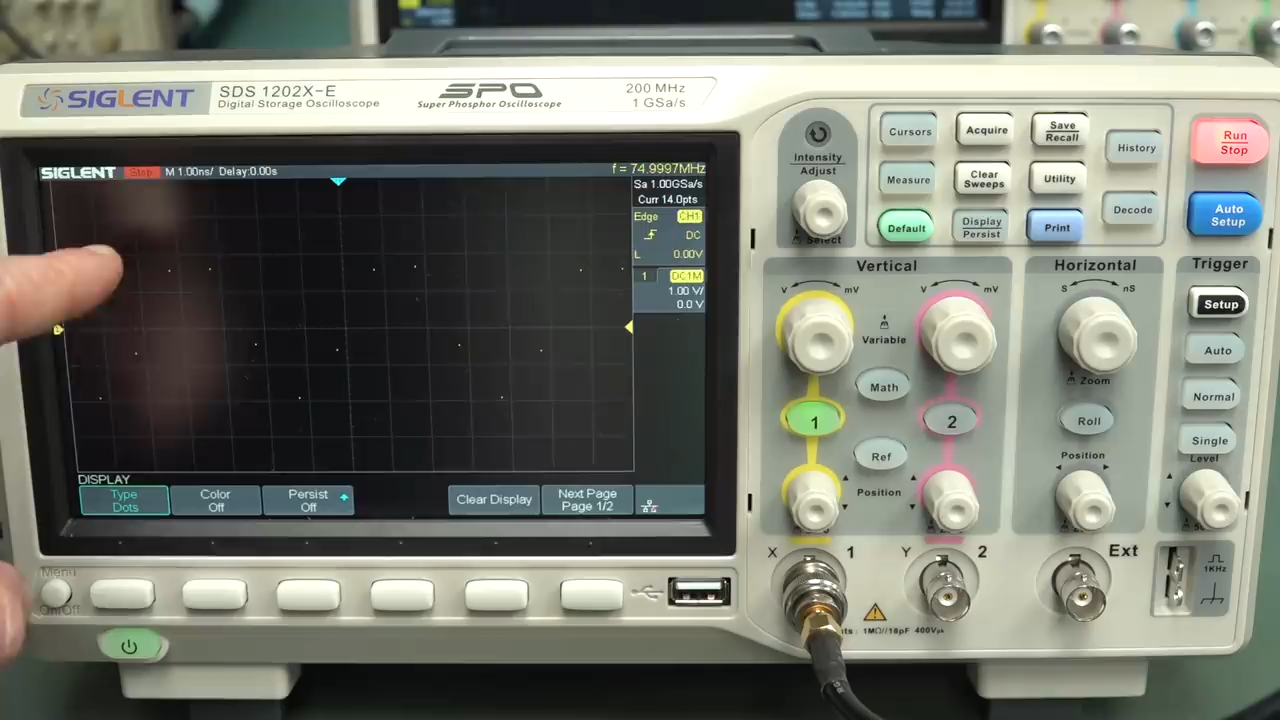 SIGLENT
SDS 1202X-E
Digital Storage Oscilloscope
SPO
Super Phosphor Oscilloscope
200 MHz
1 GSa/s
SIGLENT Stop M 1.00ns/ Delay:0.00s
f = 74.9997MHz
Sa 1.00GSa/s
Curr 14.0pts
Edge CH1
DC
L 0.00V
1 DC1M
1.00 V/
0.0 V
DISPLAY
Type
Dots
Color
Off
Persist
Off
Clear Display
Next Page
Page 1/2
Menu
On/Off
Intensity
Adjust
Select
Cursors
Acquire
Save
Recall
History
Measure
Clear
Sweeps
Utility
Default
Display
Persist
Print
Decode
Run
Stop
Auto
Setup
Vertical
V mV
V mV
Variable
Math
1
2
Ref
Position
Horizontal
S nS
Zoom
Roll
Position
Trigger
Setup
Auto
Normal
Single
Level
X 1
Y 2
Ext
1KHz
1MΩ//18pF 400Vpk